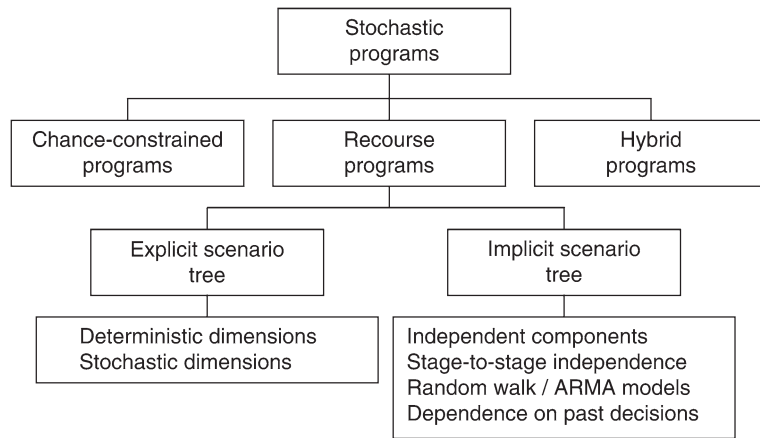 Stochastic
programs
Chance-constrained
programs
Recourse
programs
Hybrid
programs
Explicit scenario
tree
Implicit scenario
tree
Deterministic dimensions
Stochastic dimensions
Independent components
Stage-to-stage independence
Random walk / ARMA models
Dependence on past decisions